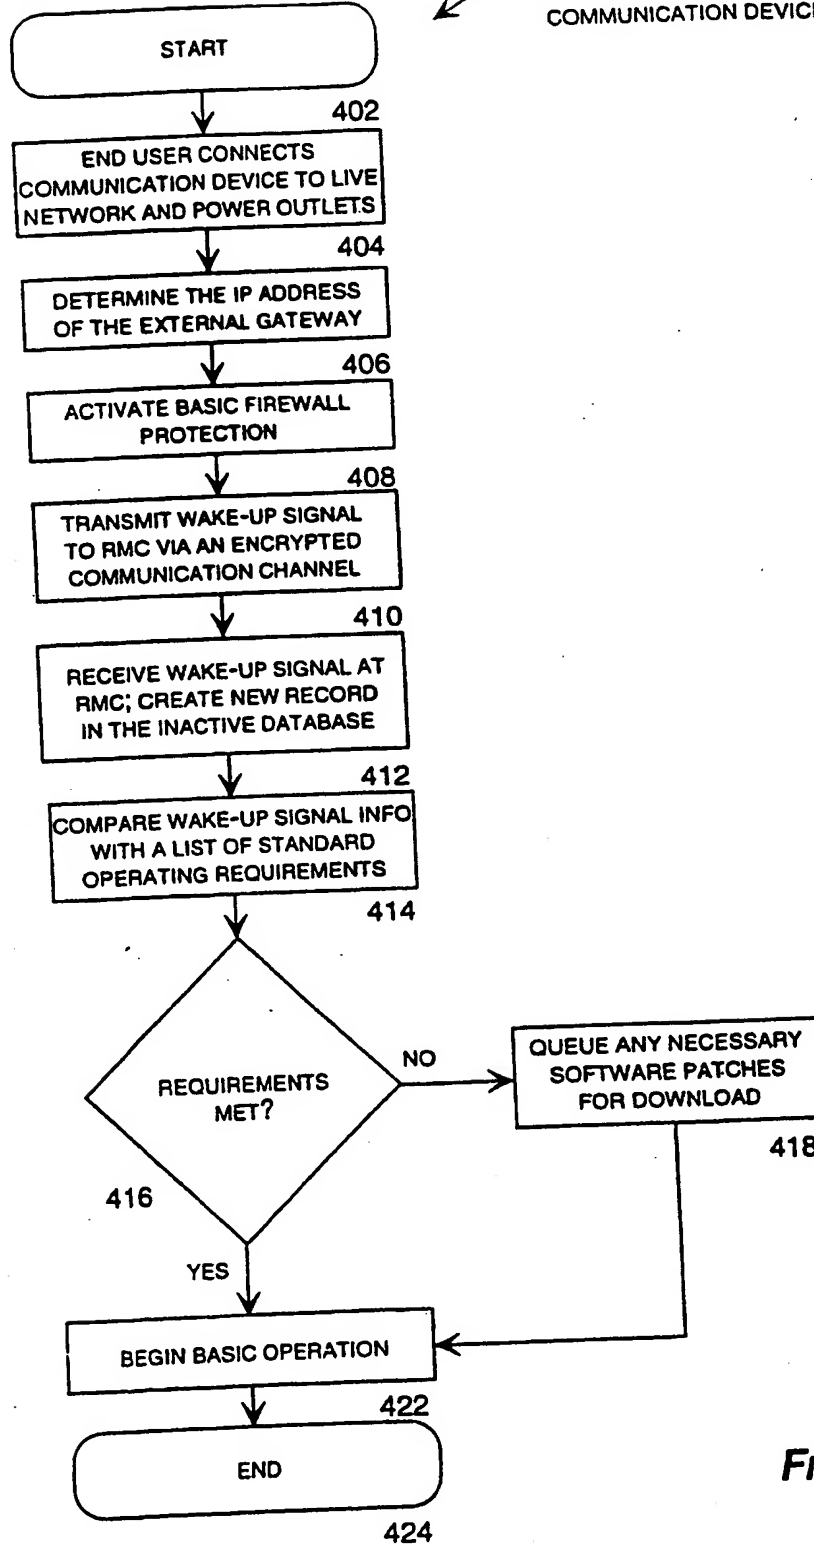 COMMUNICATION DEVICE
START
402
END USER CONNECTS
COMMUNICATION DEVICE TO LIVE
NETWORK AND POWER OUTLETS
404
DETERMINE THE IP ADDRESS
OF THE EXTERNAL GATEWAY
406
ACTIVATE BASIC FIREWALL
PROTECTION
408
TRANSMIT WAKE-UP SIGNAL
TO RMC VIA AN ENCRYPTED
COMMUNICATION CHANNEL
410
RECEIVE WAKE-UP SIGNAL AT
RMC; CREATE NEW RECORD
IN THE INACTIVE DATABASE
412
COMPARE WAKE-UP SIGNAL INFO
WITH A LIST OF STANDARD
OPERATING REQUIREMENTS
414
REQUIREMENTS
MET?
416
NO
QUEUE ANY NECESSARY
SOFTWARE PATCHES
FOR DOWNLOAD
418
YES
BEGIN BASIC OPERATION
422
END
424